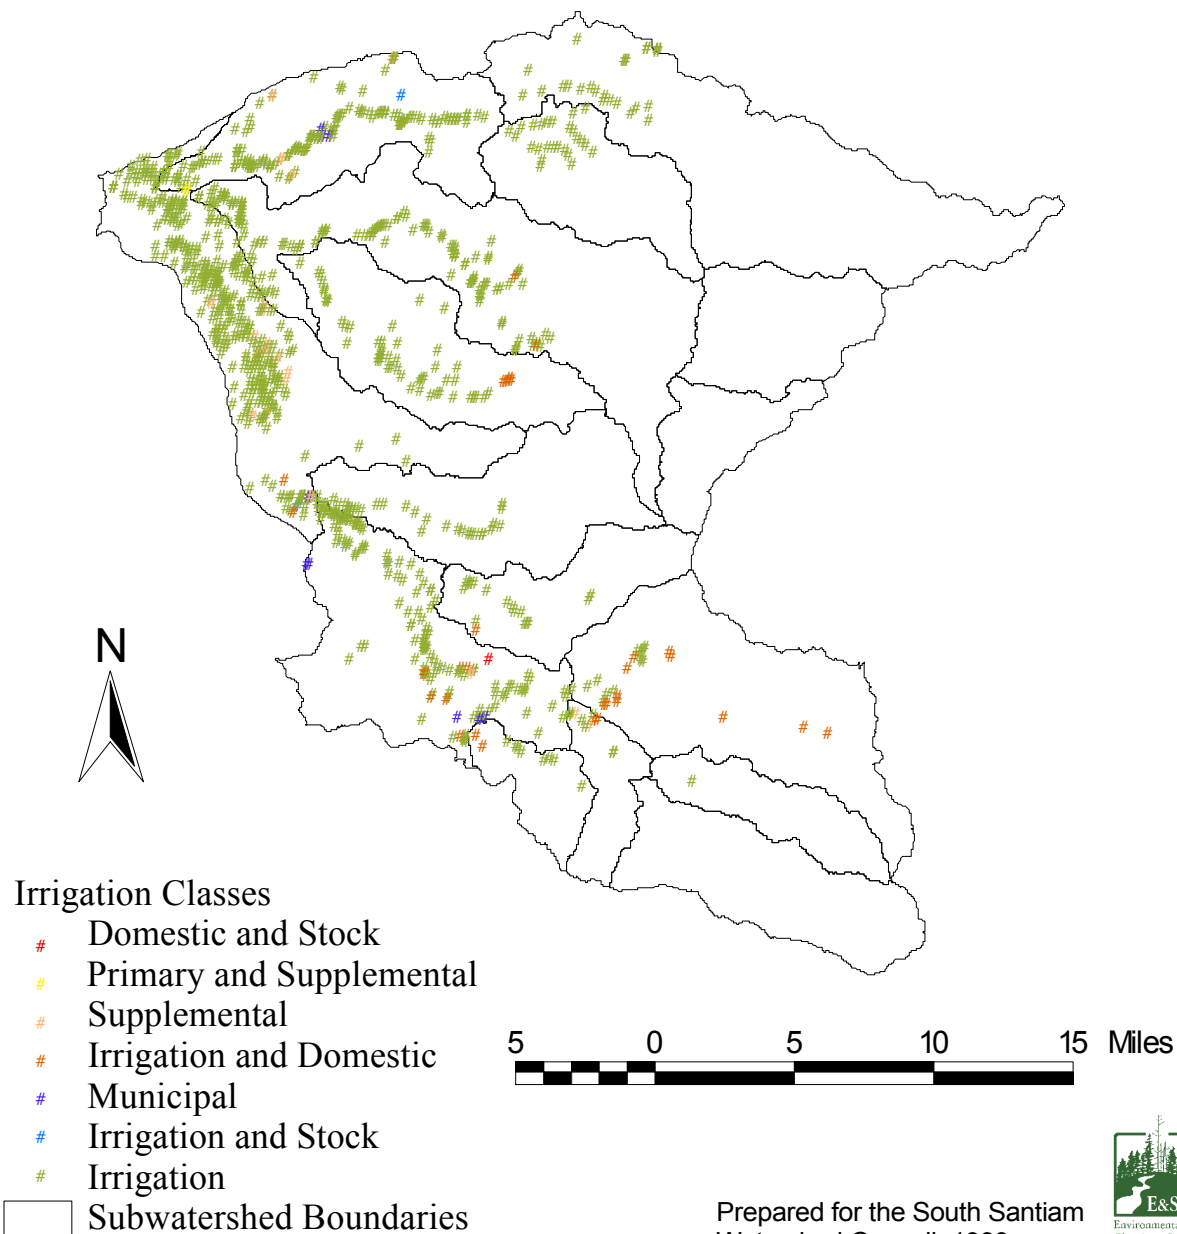 N
Irrigation Classes
# Domestic and Stock
# Primary and Supplemental
# Supplemental
# Irrigation and Domestic
# Municipal
# Irrigation and Stock
# Irrigation
Subwatershed Boundaries
5 0 5 10 15 Miles
Prepared for the South Santiam
E&S
Environmental